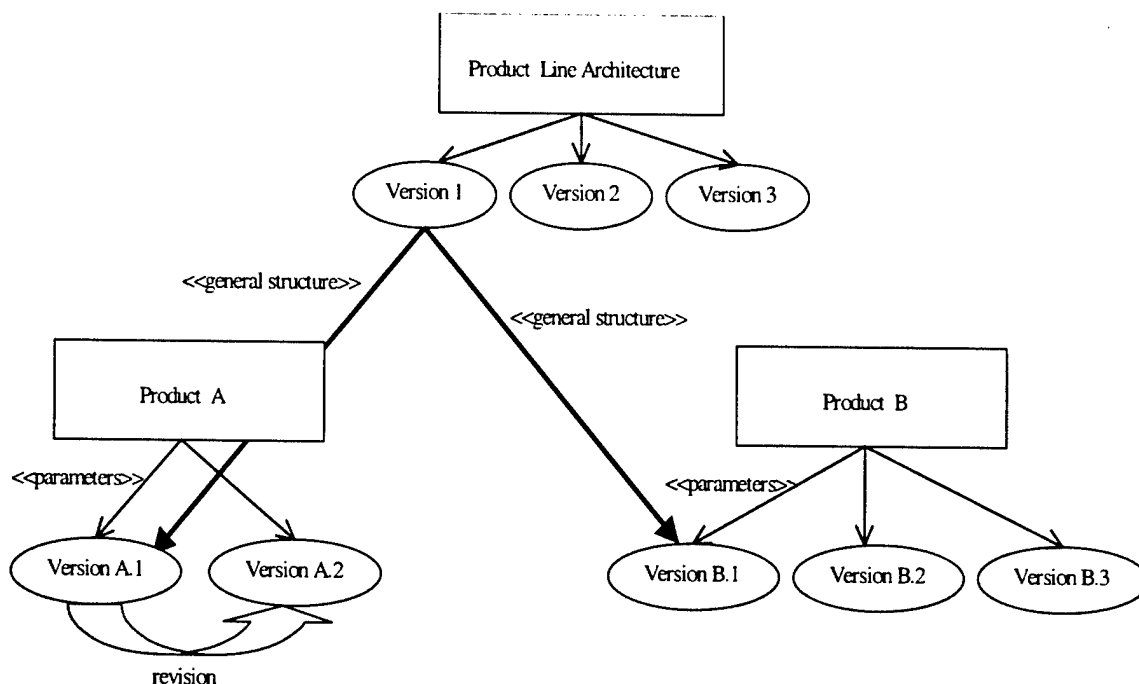 Product Line Architecture
Version 1
Version 2
Version 3
<<general structure>>
<<general structure>>
Product A
Product B
<<parameters>>
<<parameters>>
Version A.1
Version A.2
Version B.1
Version B.2
Version B.3
revision